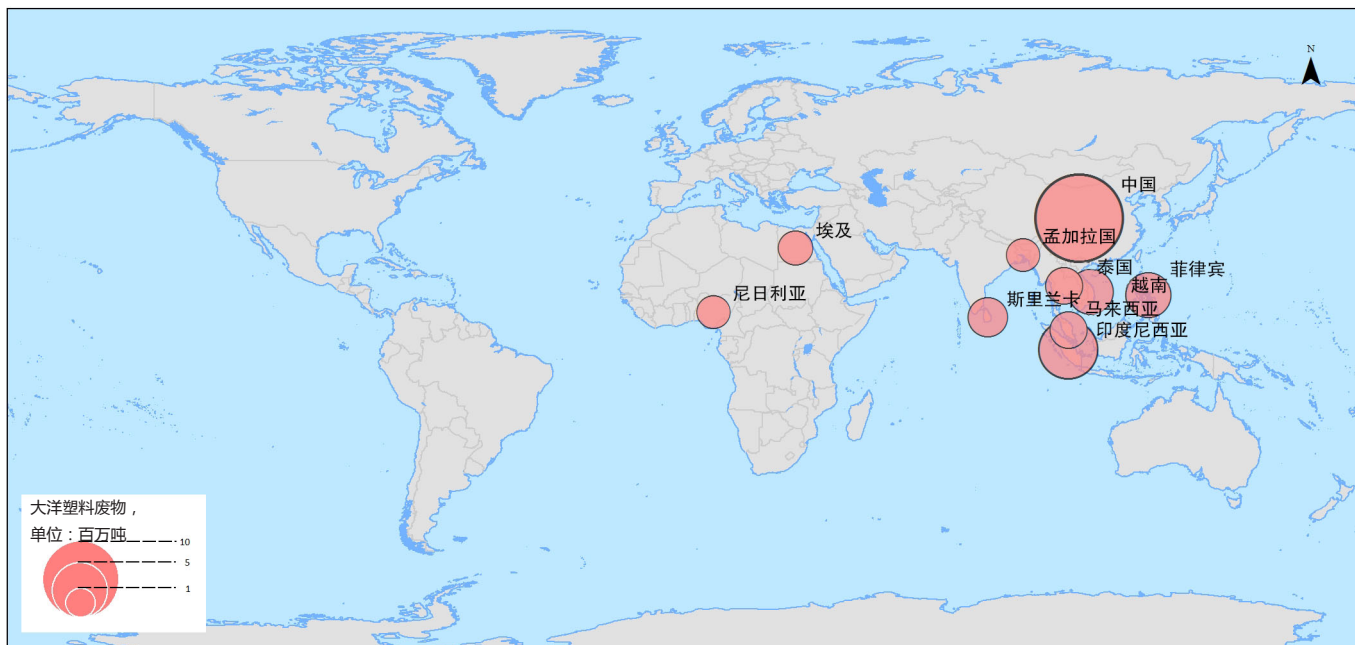 N
中国
孟加拉国
埃及
泰国
菲律宾
越南
尼日利亚
斯里兰卡
马来西亚
印度尼西亚
大洋塑料废物，
单位：百万吨
10
5
1